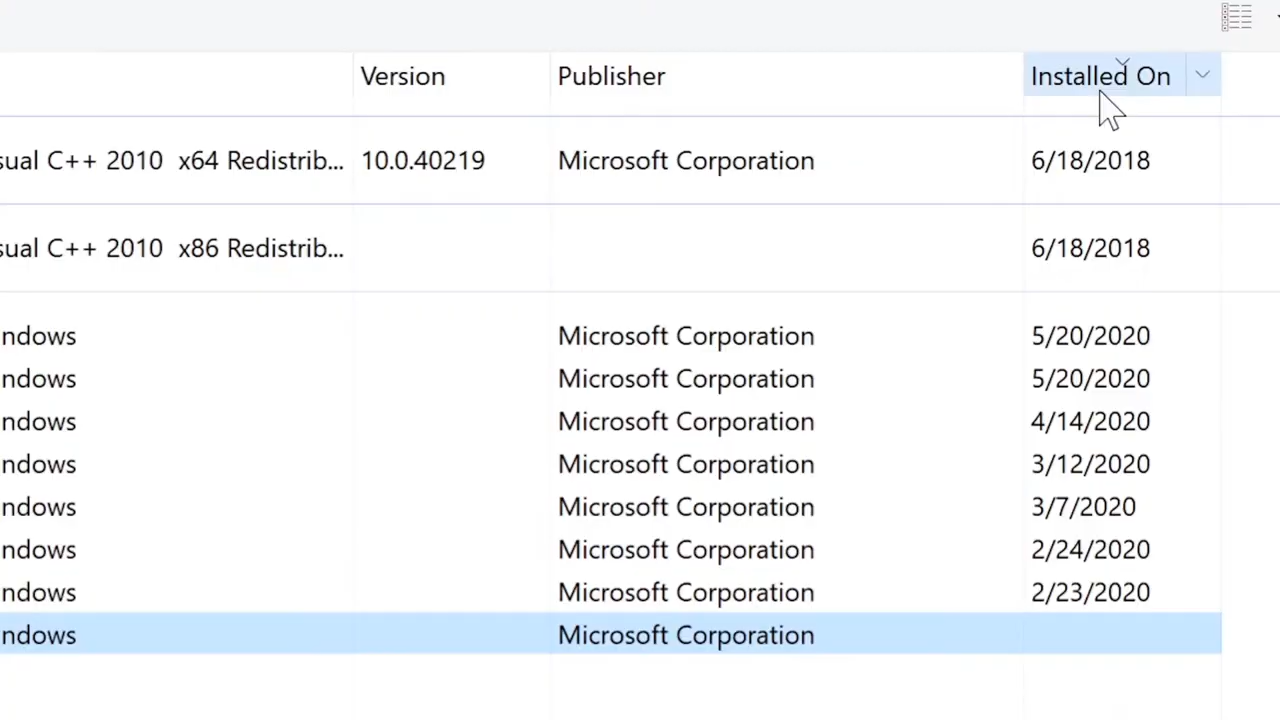 Version Publisher Installed On
sual C++ 2010  x64 Redistrib... 10.0.40219 Microsoft Corporation 6/18/2018
sual C++ 2010  x86 Redistrib... 6/18/2018
ndows Microsoft Corporation 5/20/2020
ndows Microsoft Corporation 5/20/2020
ndows Microsoft Corporation 4/14/2020
ndows Microsoft Corporation 3/12/2020
ndows Microsoft Corporation 3/7/2020
ndows Microsoft Corporation 2/24/2020
ndows Microsoft Corporation 2/23/2020
ndows Microsoft Corporation